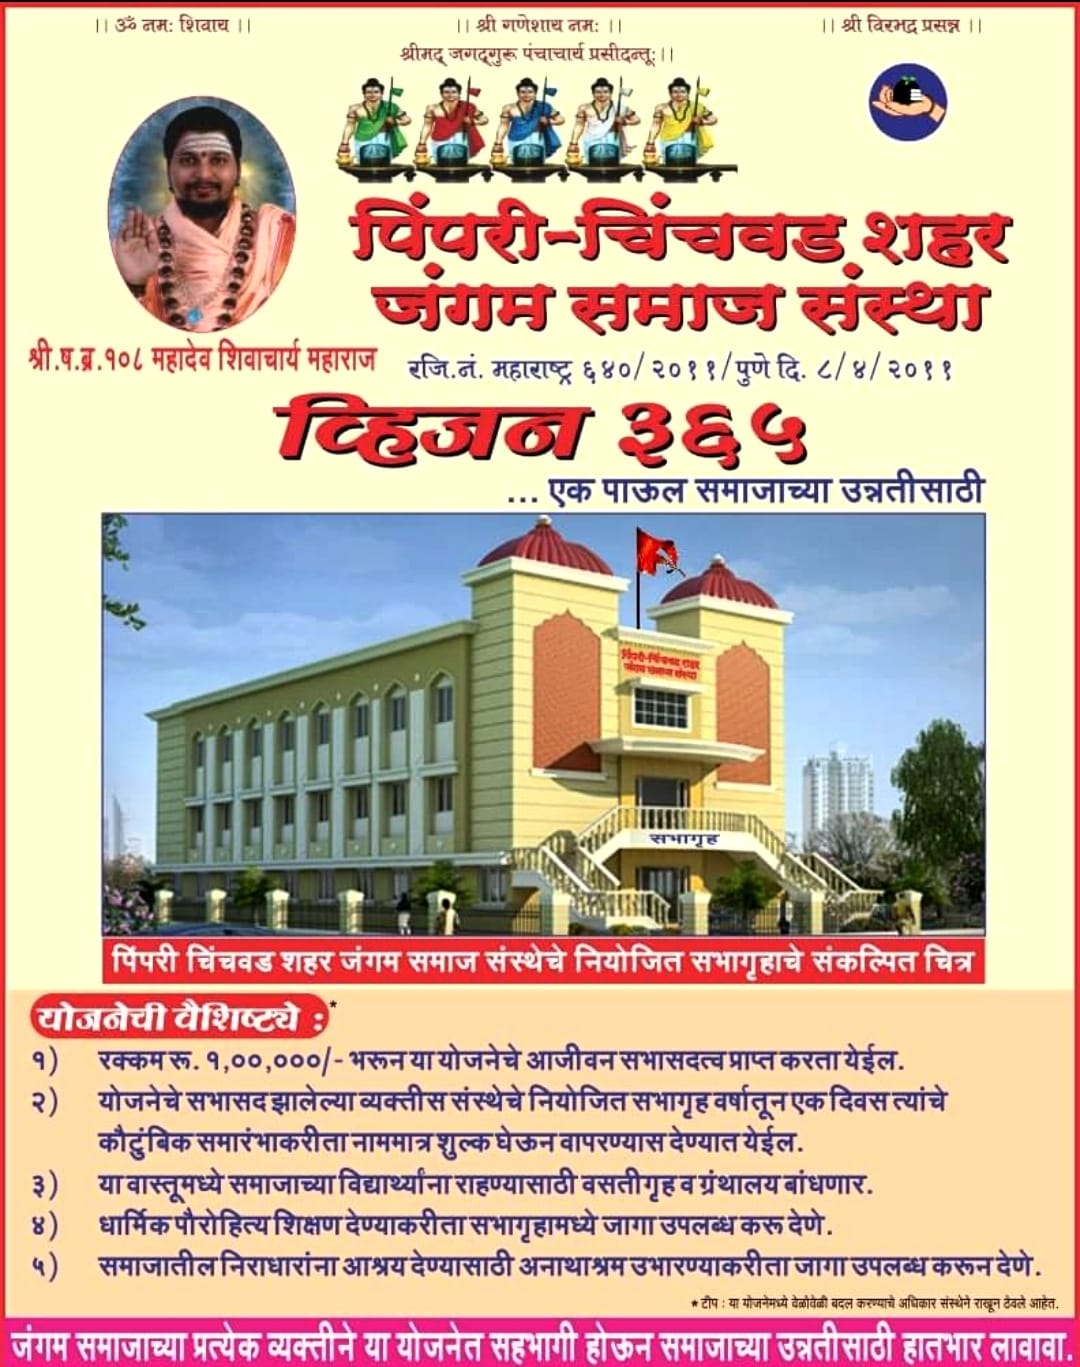 ।। ॐ नमः शिवाय ।।
।। श्री गणेशाय नमः ।।
।। श्री विरभद्र प्रसन्न ।।
श्रीमद् जगद्गुरू पंचाचार्य प्रसीदन्तूः।।
पिंपरी-चिंचवड शहर
जंगम समाज संस्था
श्री.ष.ब्र.१०८ महादेव शिवाचार्य महाराज
रजि.नं. महाराष्ट्र ६४०/२०११/पुणे दि. ८/४/२०११
व्हिजन ३६५
... एक पाऊल समाजाच्या उन्नतीसाठी
पिंपरी-चिंचवड शहर
जंगम समाज संस्था
सभागृह
पिंपरी चिंचवड शहर जंगम समाज संस्थेचे नियोजित सभागृहाचे संकल्पित चित्र
योजनेची वैशिष्ट्ये :*
१) रक्कम रू. १,००,०००/- भरून या योजनेचे आजीवन सभासदत्व प्राप्त करता येईल.
२) योजनेचे सभासद झालेल्या व्यक्तीस संस्थेचे नियोजित सभागृह वर्षातून एक दिवस त्यांचे
कौटुंबिक समारंभाकरीता नाममात्र शुल्क घेऊन वापरण्यास देण्यात येईल.
३) या वास्तूमध्ये समाजाच्या विद्यार्थ्यांना राहण्यासाठी वसतीगृह व ग्रंथालय बांधणार.
४) धार्मिक पौरोहित्य शिक्षण देण्याकरीता सभागृहामध्ये जागा उपलब्ध करू देणे.
५) समाजातील निराधारांना आश्रय देण्यासाठी अनाथाश्रम उभारण्याकरीता जागा उपलब्ध करून देणे.
* टीप : या योजनेमध्ये वेळोवेळी बदल करण्याचे अधिकार संस्थेने राखून ठेवले आहेत.
जंगम समाजाच्या प्रत्येक व्यक्तीने या योजनेत सहभागी होऊन समाजाच्या उन्नतीसाठी हातभार लावावा.